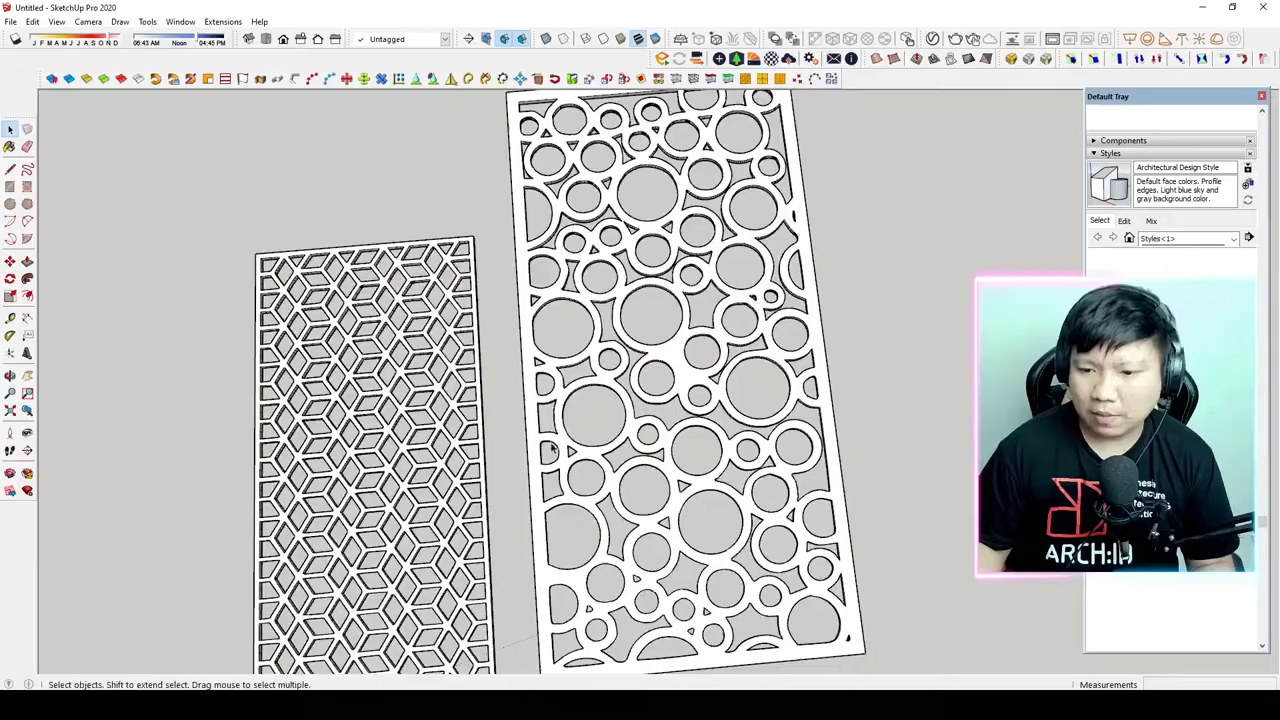 Untitled - SketchUp Pro 2020
File Edit View Camera Draw Tools Window Extensions Help
J F M A M J J A S O N D
06:43 AM Noon 04:45 PM
Untagged
Default Tray
Components
Styles
Architectural Design Style
Default face colors. Profile
edges. Light blue sky and
gray background color.
Select Edit Mix
Styles<1>
ARCH:ID
Select objects. Shift to extend select. Drag mouse to select multiple.
Measurements